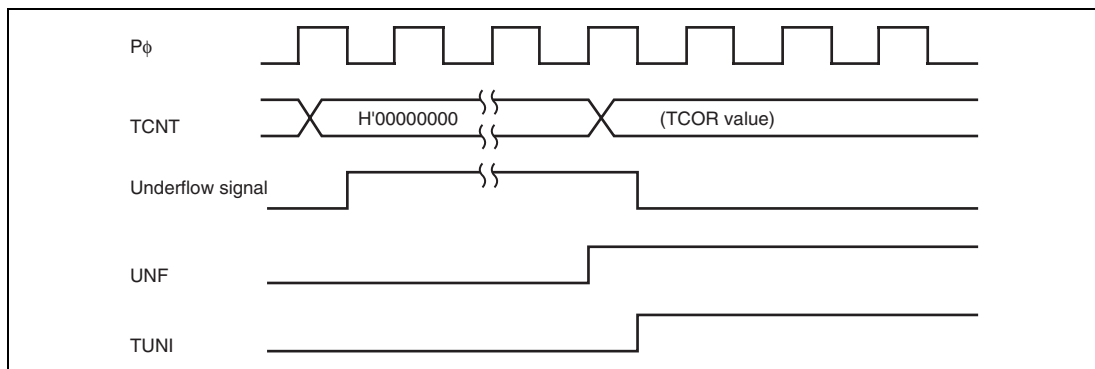 Pϕ
TCNT
H'00000000
(TCOR value)
Underflow signal
UNF
TUNI